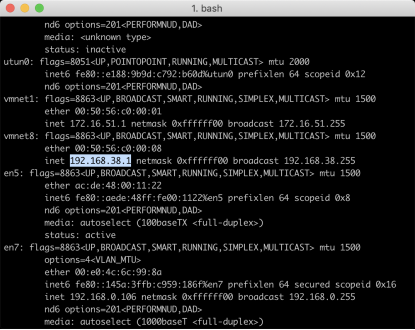 1. bash
nd6 options=201<PERFORMNUD,DAD>
media: <unknown type>
status: inactive
utun0: flags=8051<UP,POINTOPOINT,RUNNING,MULTICAST> mtu 2000
inet6 fe80::e188:9b9d:c792:b60d%utun0 prefixlen 64 scopeid 0x12
nd6 options=201<PERFORMNUD,DAD>
vmnet1: flags=8863<UP,BROADCAST,SMART,RUNNING,SIMPLEX,MULTICAST> mtu 1500
ether 00:50:56:c0:00:01
inet 172.16.51.1 netmask 0xffffff00 broadcast 172.16.51.255
vmnet8: flags=8863<UP,BROADCAST,SMART,RUNNING,SIMPLEX,MULTICAST> mtu 1500
ether 00:50:56:c0:00:08
inet 192.168.38.1 netmask 0xffffff00 broadcast 192.168.38.255
en5: flags=8863<UP,BROADCAST,SMART,RUNNING,SIMPLEX,MULTICAST> mtu 1500
ether ac:de:48:00:11:22
inet6 fe80::aede:48ff:fe00:1122%en5 prefixlen 64 scopeid 0x8
nd6 options=201<PERFORMNUD,DAD>
media: autoselect (100baseTX <full-duplex>)
status: active
en7: flags=8863<UP,BROADCAST,SMART,RUNNING,SIMPLEX,MULTICAST> mtu 1500
options=4<VLAN_MTU>
ether 00:e0:4c:6c:99:8a
inet6 fe80::145a:3ffb:c959:186f%en7 prefixlen 64 secured scopeid 0x16
inet 192.168.0.106 netmask 0xffffff00 broadcast 192.168.0.255
nd6 options=201<PERFORMNUD,DAD>
media: autoselect (1000baseT <full-duplex>)